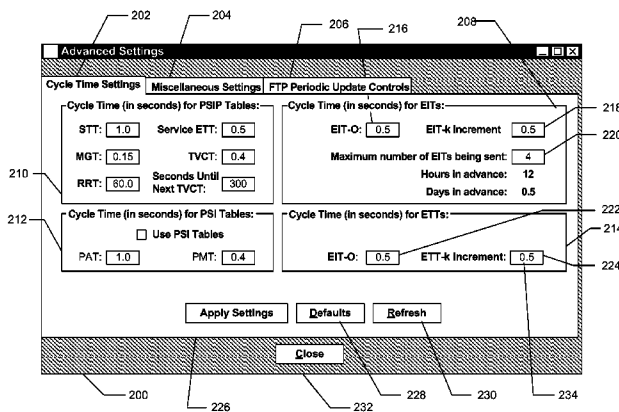 202
204
206
216
208
Advanced Settings
Cycle Time Settings
Miscellaneous Settings
FTP Periodic Update Controls
Cycle Time (in seconds) for PSIP Tables:
STT: 1.0
Service ETT: 0.5
MGT: 0.15
TVCT: 0.4
RRT: 60.0
Seconds Until
Next TVCT: 300
210
Cycle Time (in seconds) for EITs:
EIT-O: 0.5
EIT-k Increment 0.5
218
Maximum number of EITs being sent: 4
220
Hours in advance: 12
Days in advance: 0.5
Cycle Time (in seconds) for PSI Tables:
Use PSI Tables
PAT: 1.0
PMT: 0.4
212
222
Cycle Time (in seconds) for ETTs:
214
EIT-O: 0.5
ETT-k Increment: 0.5
224
Apply Settings
Defaults
Refresh
Close
200
226
232
228
230
234